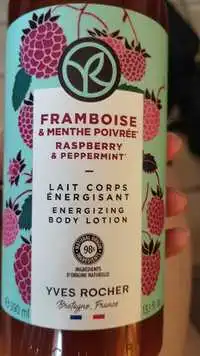 FRAMBOISE
& MENTHE POIVRÉE*
RASPBERRY
& PEPPERMINT*
LAIT CORPS
ÉNERGISANT
ENERGIZING
BODY LOTION
98%
INGRÉDIENTS
D'ORIGINE NATURELLE
YVES ROCHER
Bretagne, France